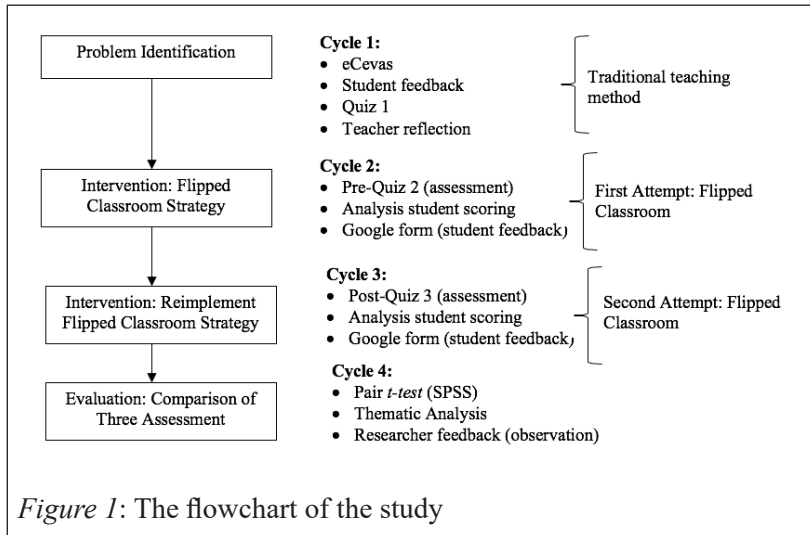 Problem Identification
Cycle 1:
• eCevas
• Student feedback
• Quiz 1
• Teacher reflection
Traditional teaching
method
Intervention: Flipped
Classroom Strategy
Cycle 2:
• Pre-Quiz 2 (assessment)
• Analysis student scoring
• Google form (student feedback)
First Attempt: Flipped
Classroom
Intervention: Reimplement
Flipped Classroom Strategy
Cycle 3:
• Post-Quiz 3 (assessment)
• Analysis student scoring
• Google form (student feedback)
Second Attempt: Flipped
Classroom
Evaluation: Comparison of
Three Assessment
Cycle 4:
• Pair t-test (SPSS)
• Thematic Analysis
• Researcher feedback (observation)
Figure 1: The flowchart of the study